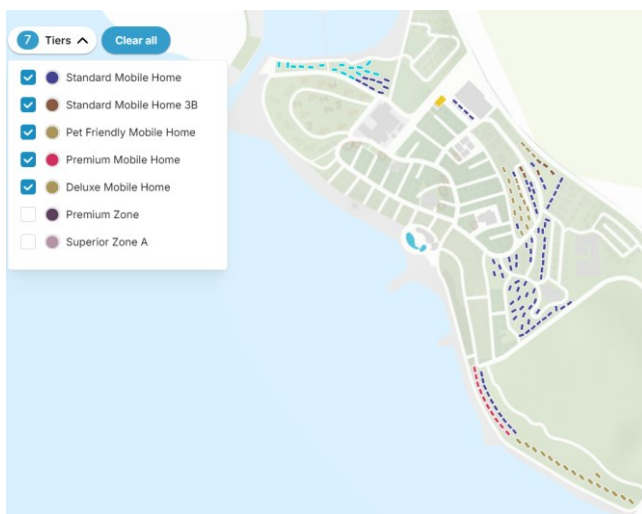 7 Tiers Clear all
Standard Mobile Home
Standard Mobile Home 3B
Pet Friendly Mobile Home
Premium Mobile Home
Deluxe Mobile Home
Premium Zone
Superior Zone A